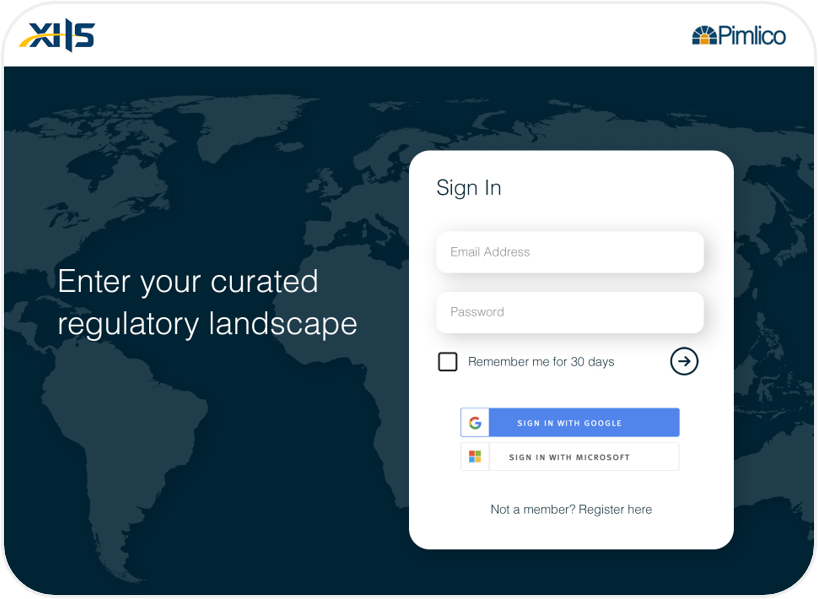 XHS
Pimlico
Enter your curated
regulatory landscape
Sign In
Email Address
Password
Remember me for 30 days
SIGN IN WITH GOOGLE
SIGN IN WITH MICROSOFT
Not a member? Register here